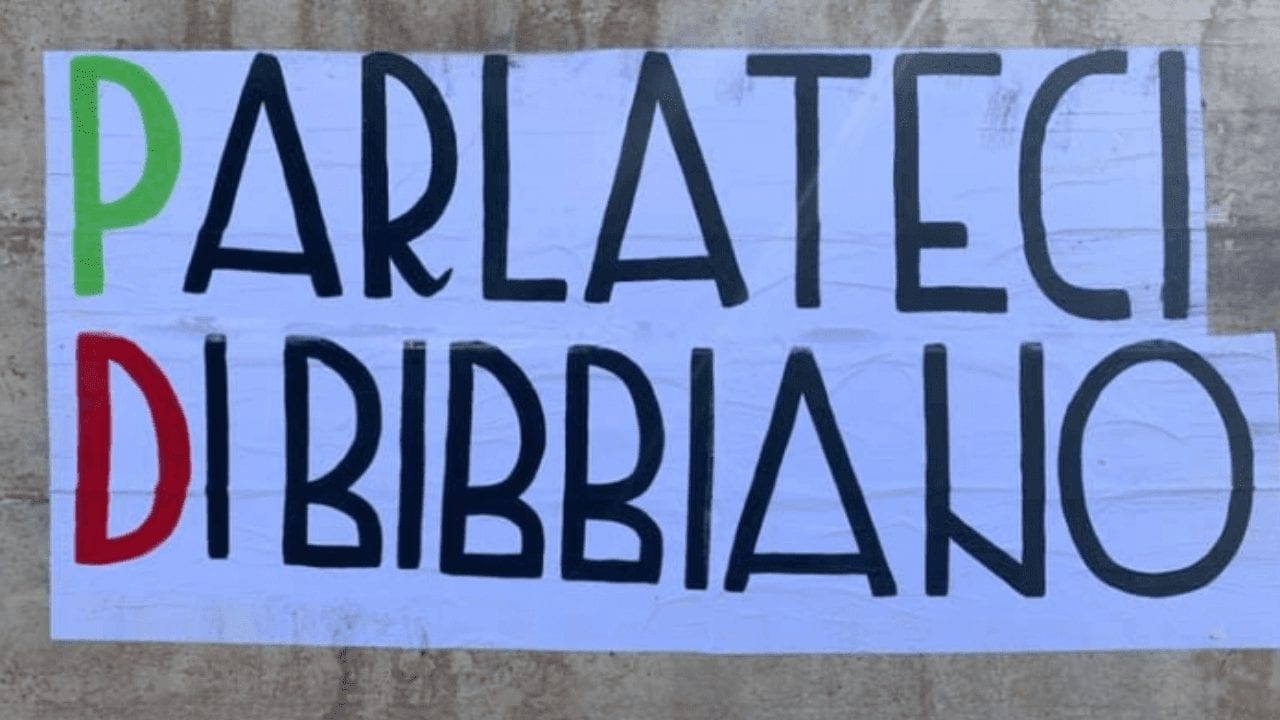 PARLATECI
DI BIBBIANO